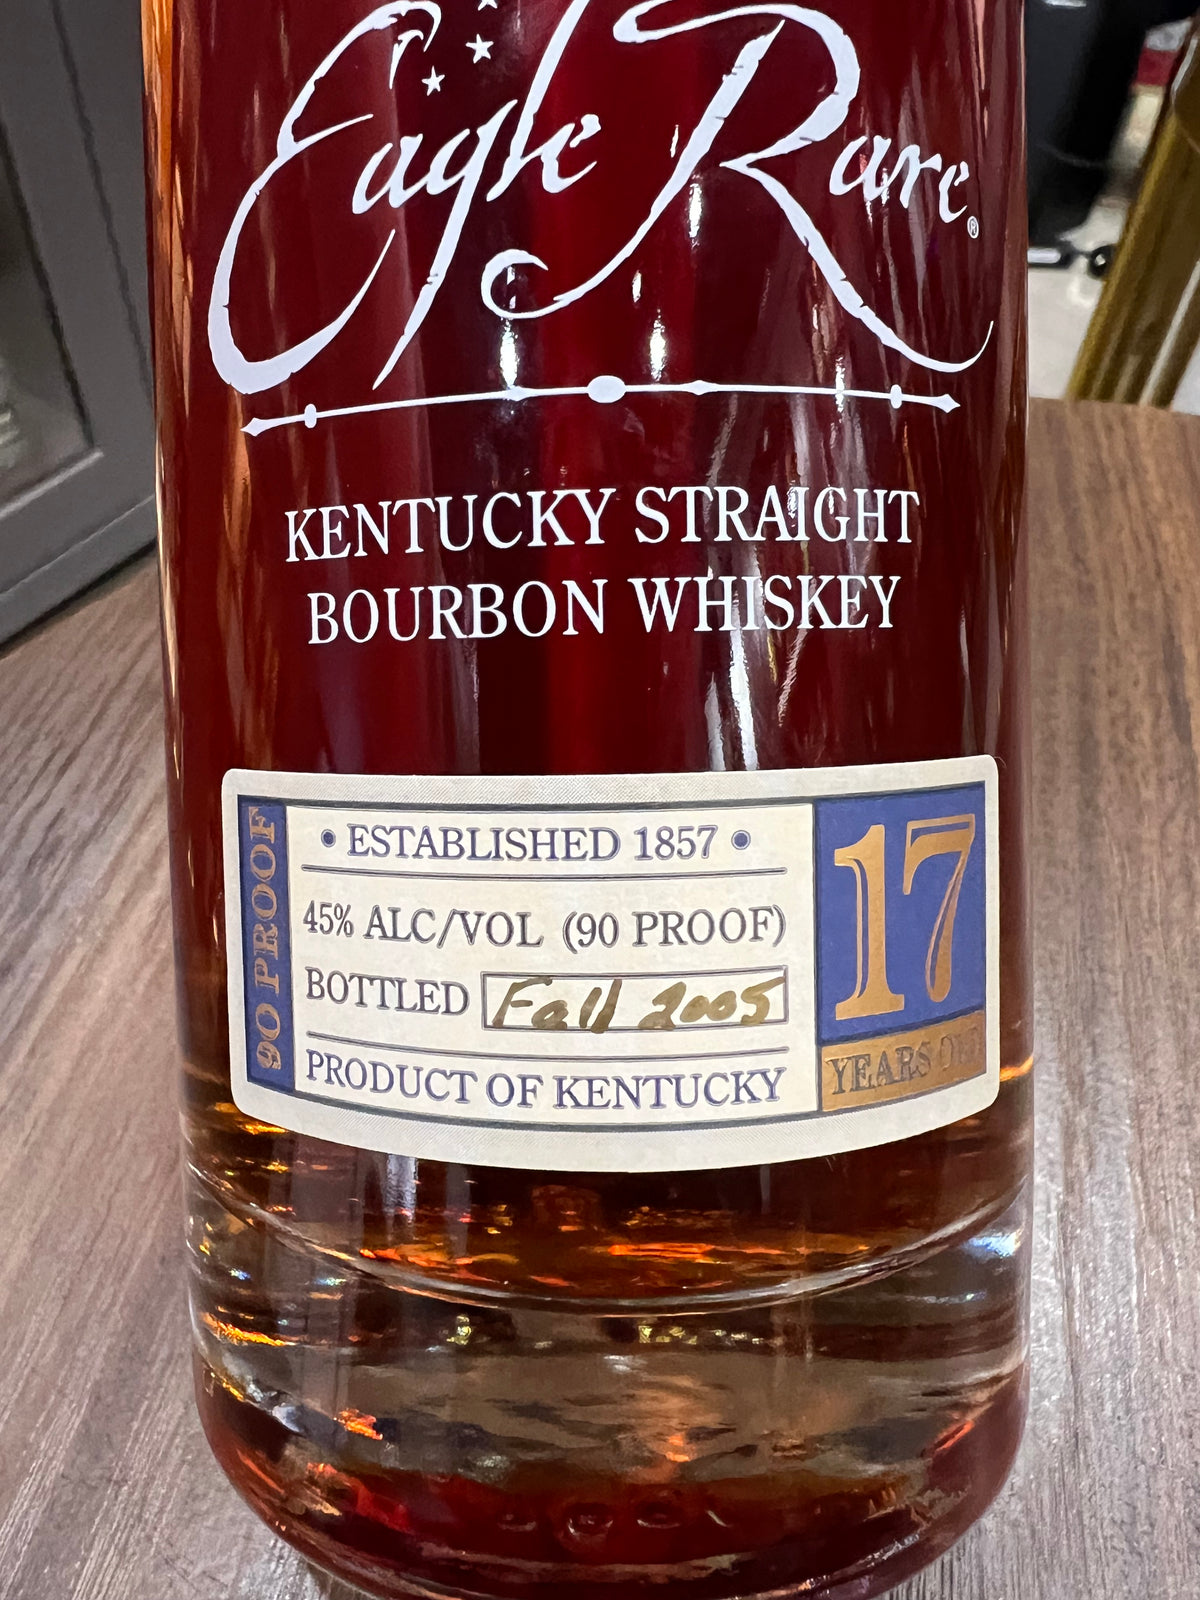 Eagle Rare®
KENTUCKY STRAIGHT
BOURBON WHISKEY
90 PROOF
• ESTABLISHED 1857 •
45% ALC/VOL (90 PROOF)
BOTTLED Fall 2005
PRODUCT OF KENTUCKY
17
YEARS OLD